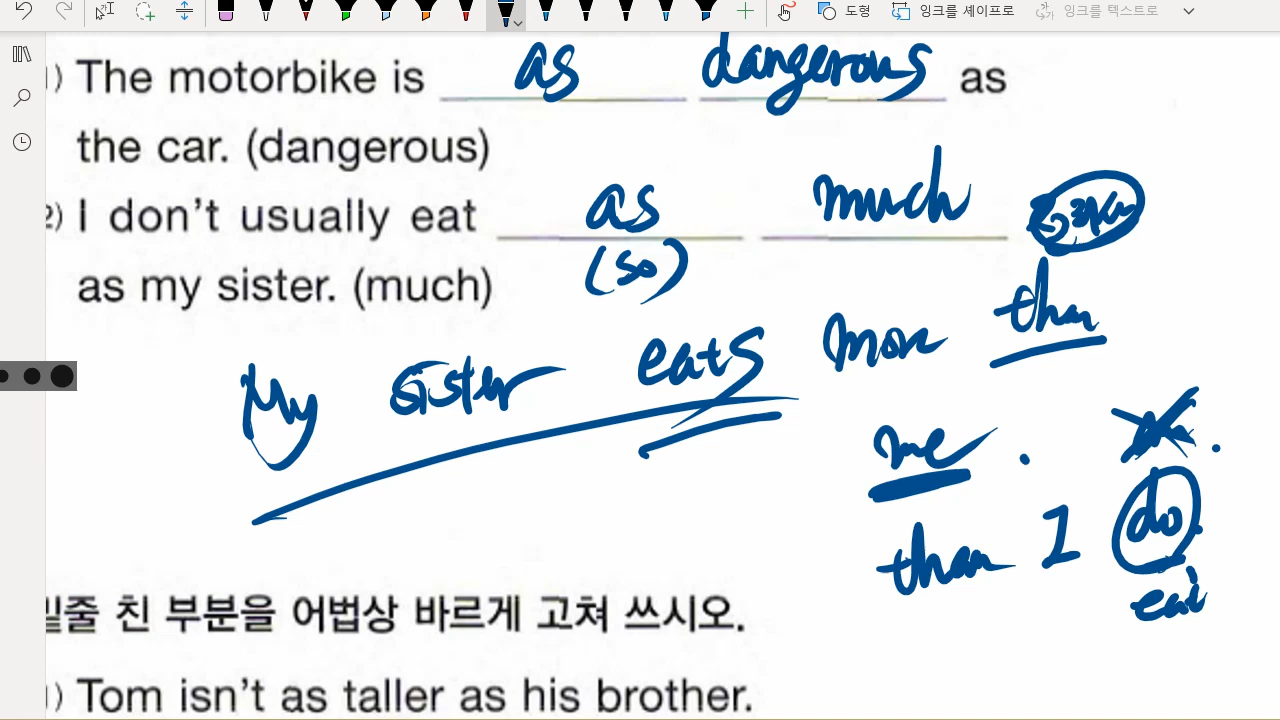 도형 잉크를 셰이프로 잉크를 텍스트로
1) The motorbike is as dangerous as
the car. (dangerous)
2) I don't usually eat as much
(so)
as my sister. (much)
My sister eats more than
me.
than I do.
eat
밑줄 친 부분을 어법상 바르게 고쳐 쓰시오.
1) Tom isn't as taller as his brother.